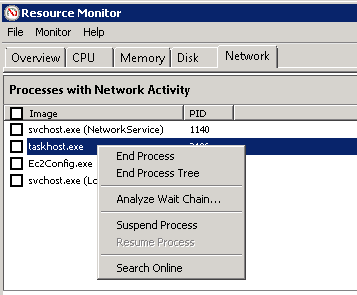 Resource Monitor
File Monitor Help
Overview CPU Memory Disk Network
Processes with Network Activity
Image PID
svchost.exe (NetworkService) 1140
taskhost.exe
Ec2Config.exe
svchost.exe (Lo
End Process
End Process Tree
Analyze Wait Chain...
Suspend Process
Resume Process
Search Online